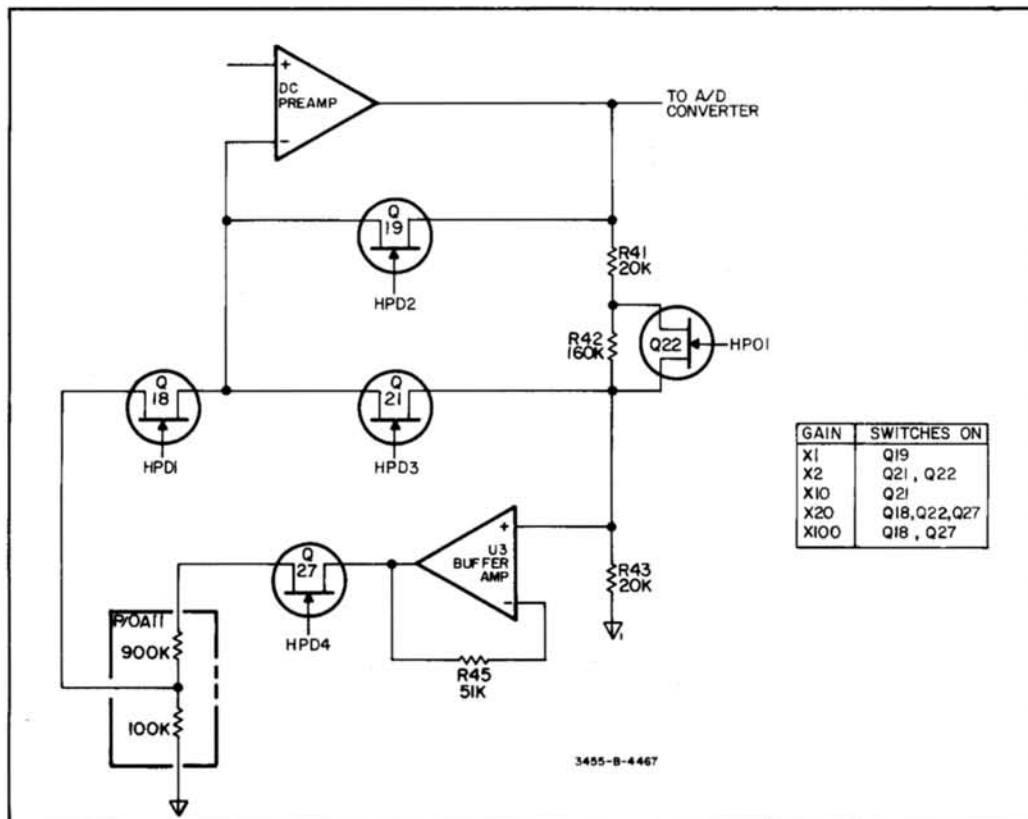 +
DC
PREAMP
-
TO A/D
CONVERTER
Q
19
HPD2
R41
20K
R42
160K
Q22
HPO1
Q
18
HPD1
Q
21
HPD3
GAIN SWITCHES ON
X1 Q19
X2 Q21, Q22
X10 Q21
X20 Q18,Q22,Q27
X100 Q18, Q27
Q
27
HPD4
+
U3
BUFFER
AMP
-
R43
20K
1
R45
51K
P/OA11
900K
100K
3455-B-4467